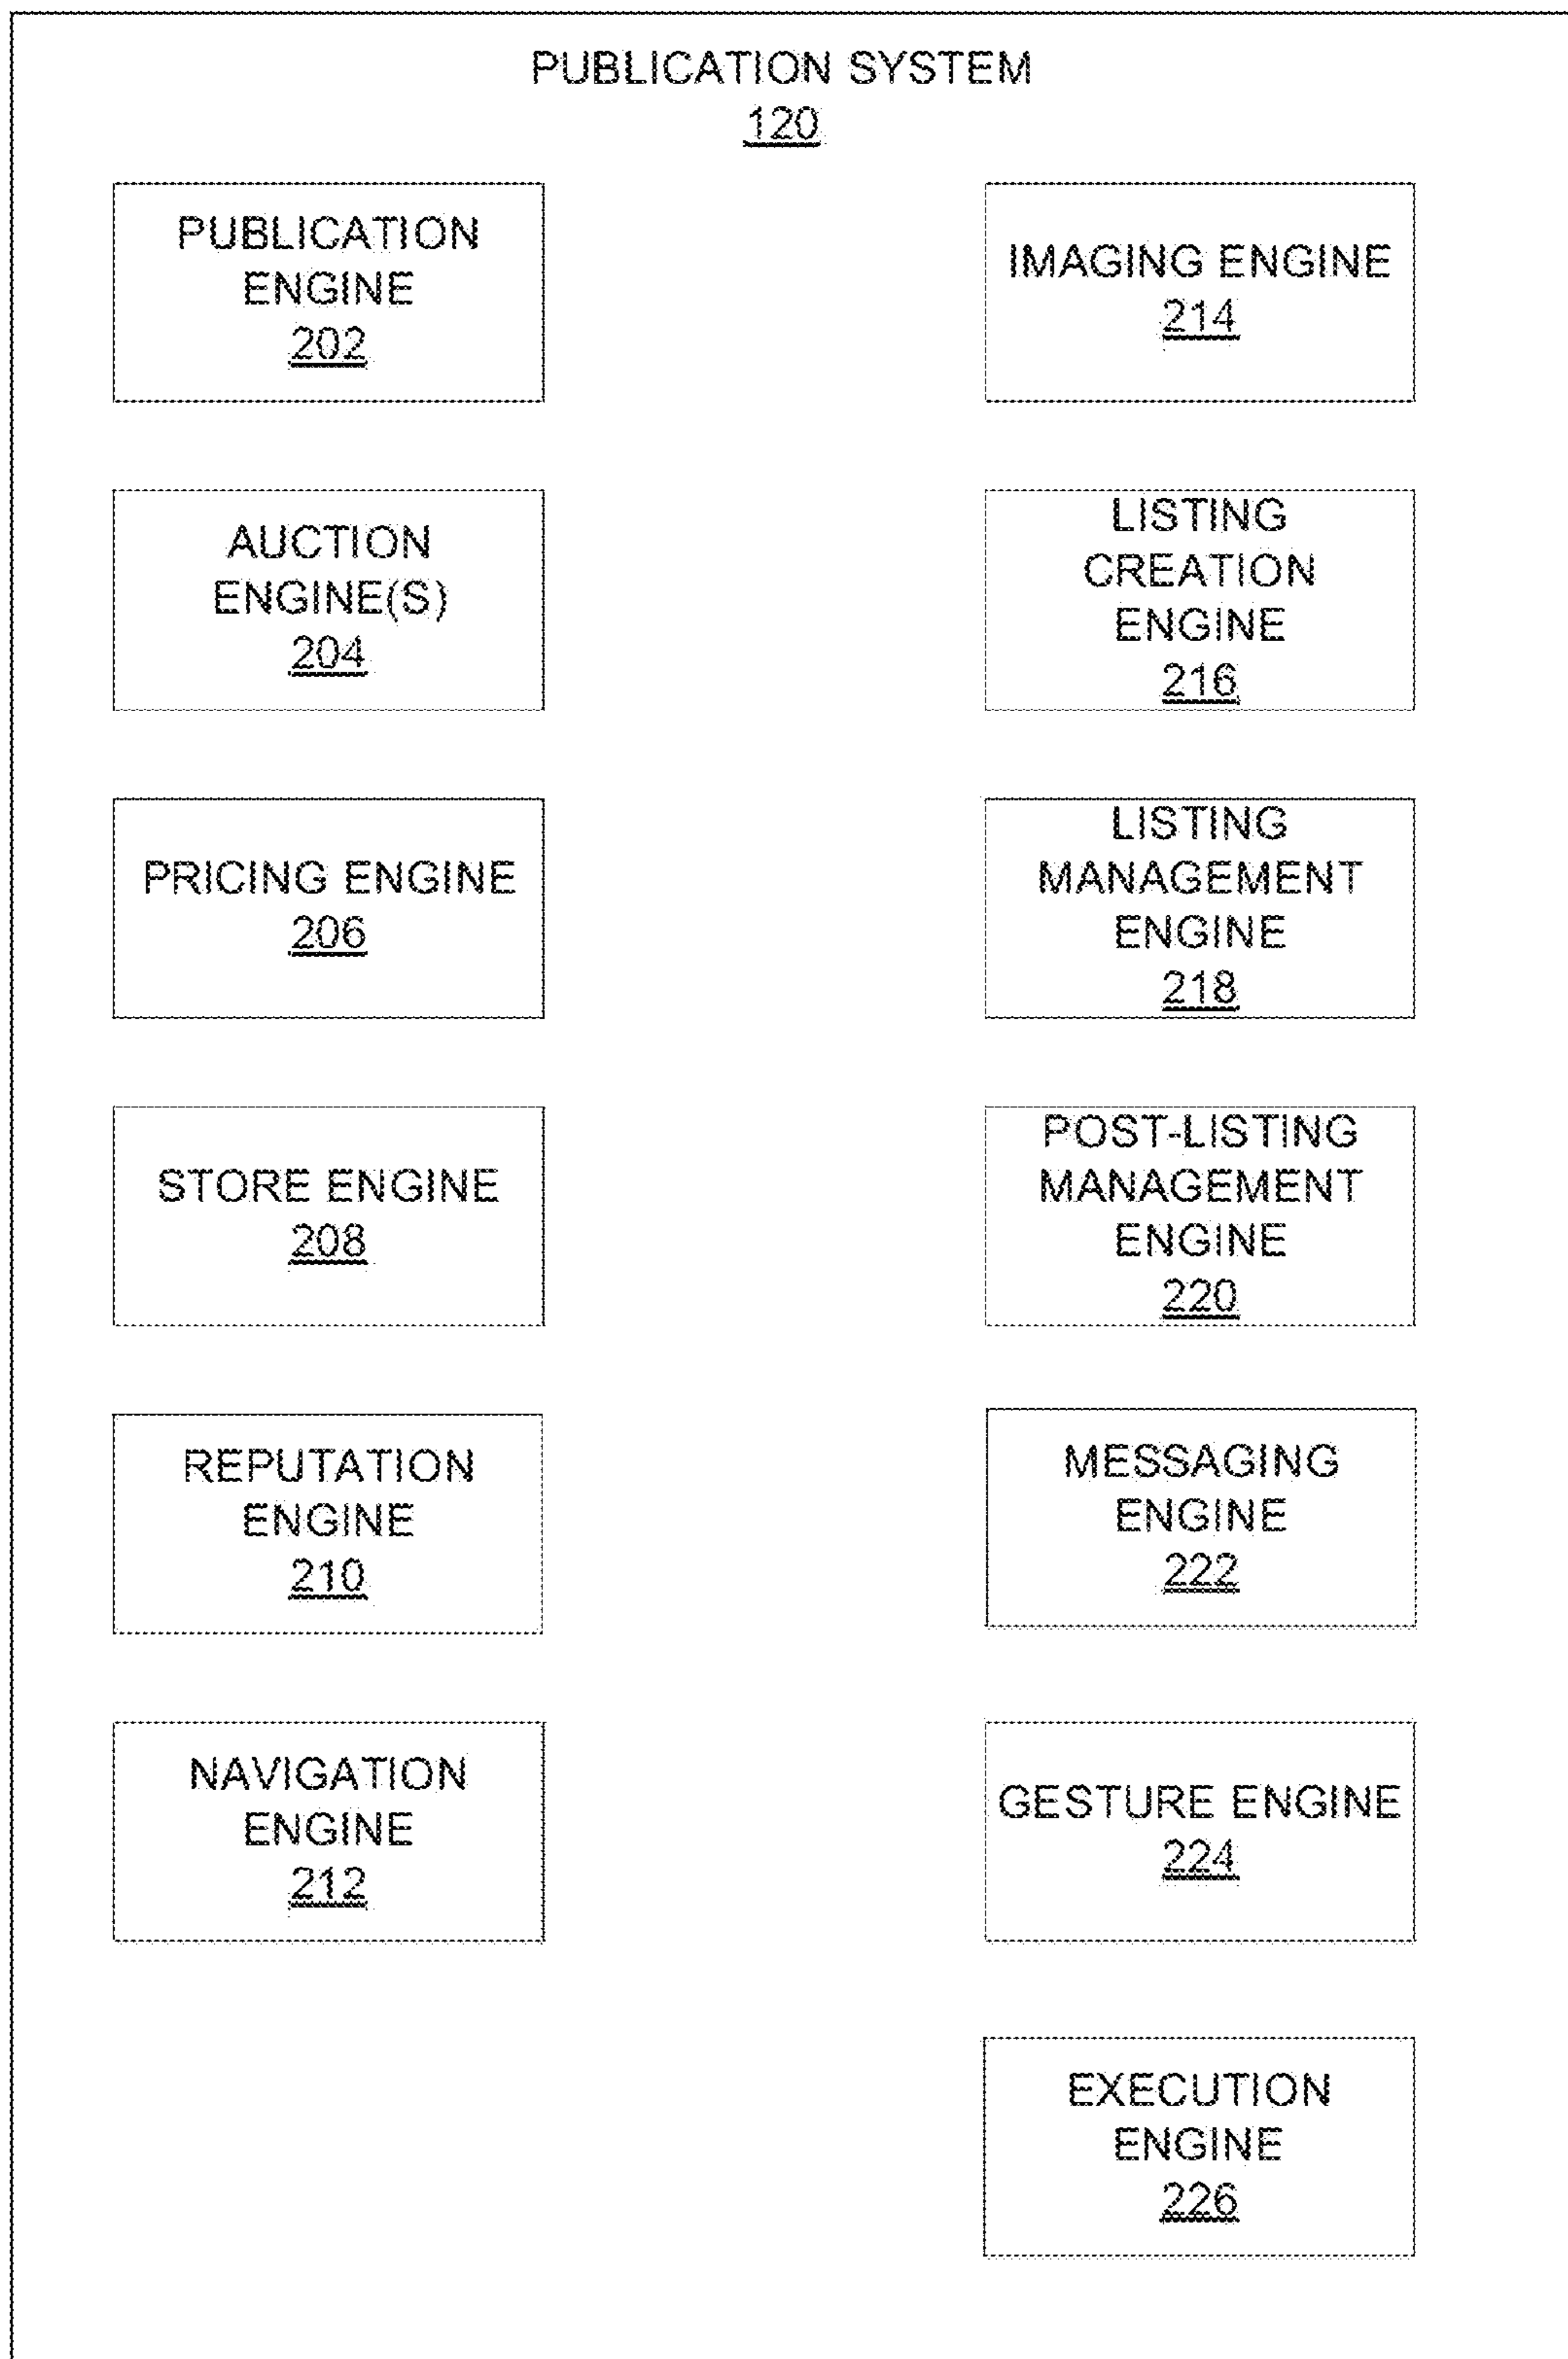 PUBLICATION SYSTEM
120
PUBLICATION
ENGINE
202
IMAGING ENGINE
214
AUCTION
ENGINE(S)
204
LISTING
CREATION
ENGINE
216
PRICING ENGINE
206
LISTING
MANAGEMENT
ENGINE
218
STORE ENGINE
208
POST-LISTING
MANAGEMENT
ENGINE
220
REPUTATION
ENGINE
210
MESSAGING
ENGINE
222
NAVIGATION
ENGINE
212
GESTURE ENGINE
224
EXECUTION
ENGINE
226